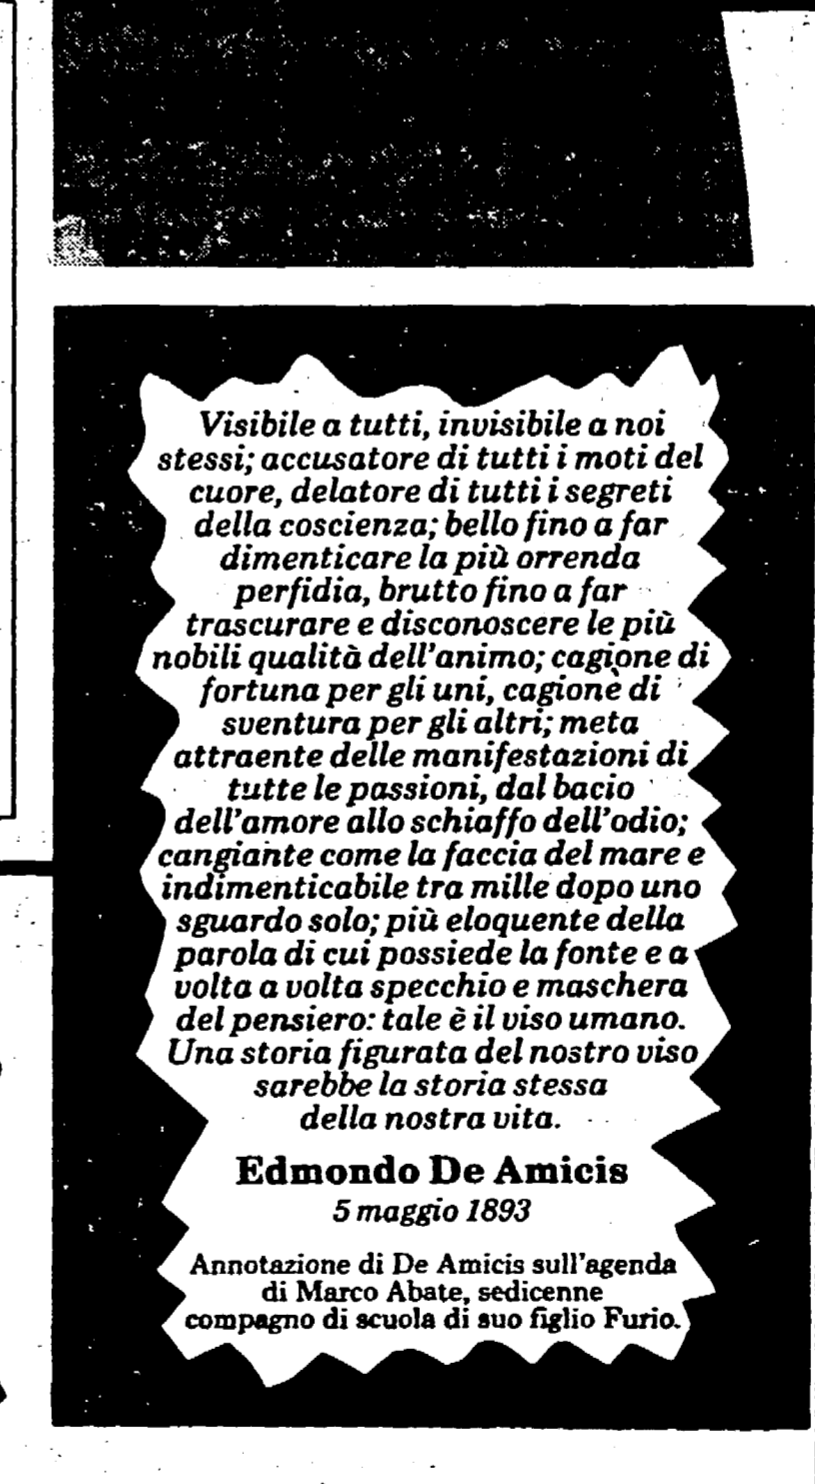 Visibile a tutti, invisibile a noi
stessi; accusatore di tutti i moti del
cuore, delatore di tutti i segreti
della coscienza; bello fino a far
dimenticare la più orrenda
perfidia, brutto fino a far
trascurare e disconoscere le più
nobili qualità dell'animo; cagione di
fortuna per gli uni, cagione di
sventura per gli altri; meta
attraente delle manifestazioni di
tutte le passioni, dal bacio
dell'amore allo schiaffo dell'odio;
cangiante come la faccia del mare e
indimenticabile tra mille dopo uno
sguardo solo; più eloquente della
parola di cui possiede la fonte e a
volta a volta specchio e maschera
del pensiero: tale è il viso umano.
Una storia figurata del nostro viso
sarebbe la storia stessa
della nostra vita.
Edmondo De Amicis
5 maggio 1893
Annotazione di De Amicis sull'agenda
di Marco Abate, sedicenne
compagno di scuola di suo figlio Furio.